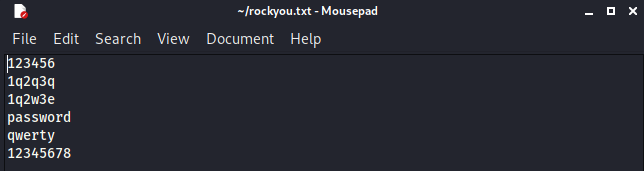 ~/rockyou.txt - Mousepad
File Edit Search View Document Help
123456
1q2q3q
1q2w3e
password
qwerty
12345678